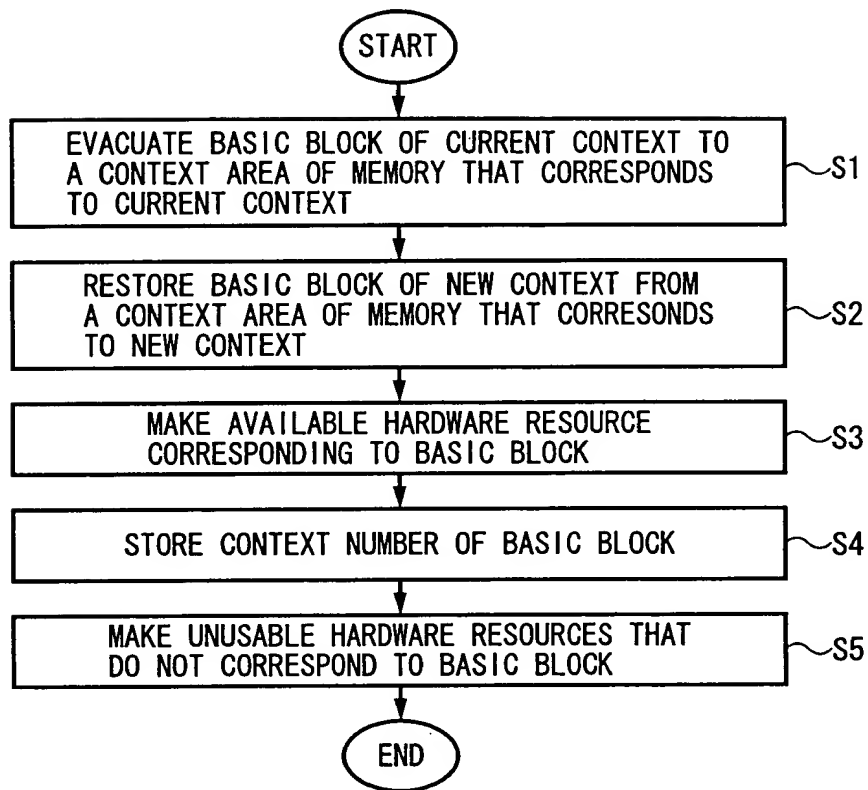 START
EVACUATE BASIC BLOCK OF CURRENT CONTEXT TO
A CONTEXT AREA OF MEMORY THAT CORRESPONDS
TO CURRENT CONTEXT
S1
RESTORE BASIC BLOCK OF NEW CONTEXT FROM
A CONTEXT AREA OF MEMORY THAT CORRESONDS
TO NEW CONTEXT
S2
MAKE AVAILABLE HARDWARE RESOURCE
CORRESPONDING TO BASIC BLOCK
S3
STORE CONTEXT NUMBER OF BASIC BLOCK
S4
MAKE UNUSABLE HARDWARE RESOURCES THAT
DO NOT CORRESPOND TO BASIC BLOCK
S5
END